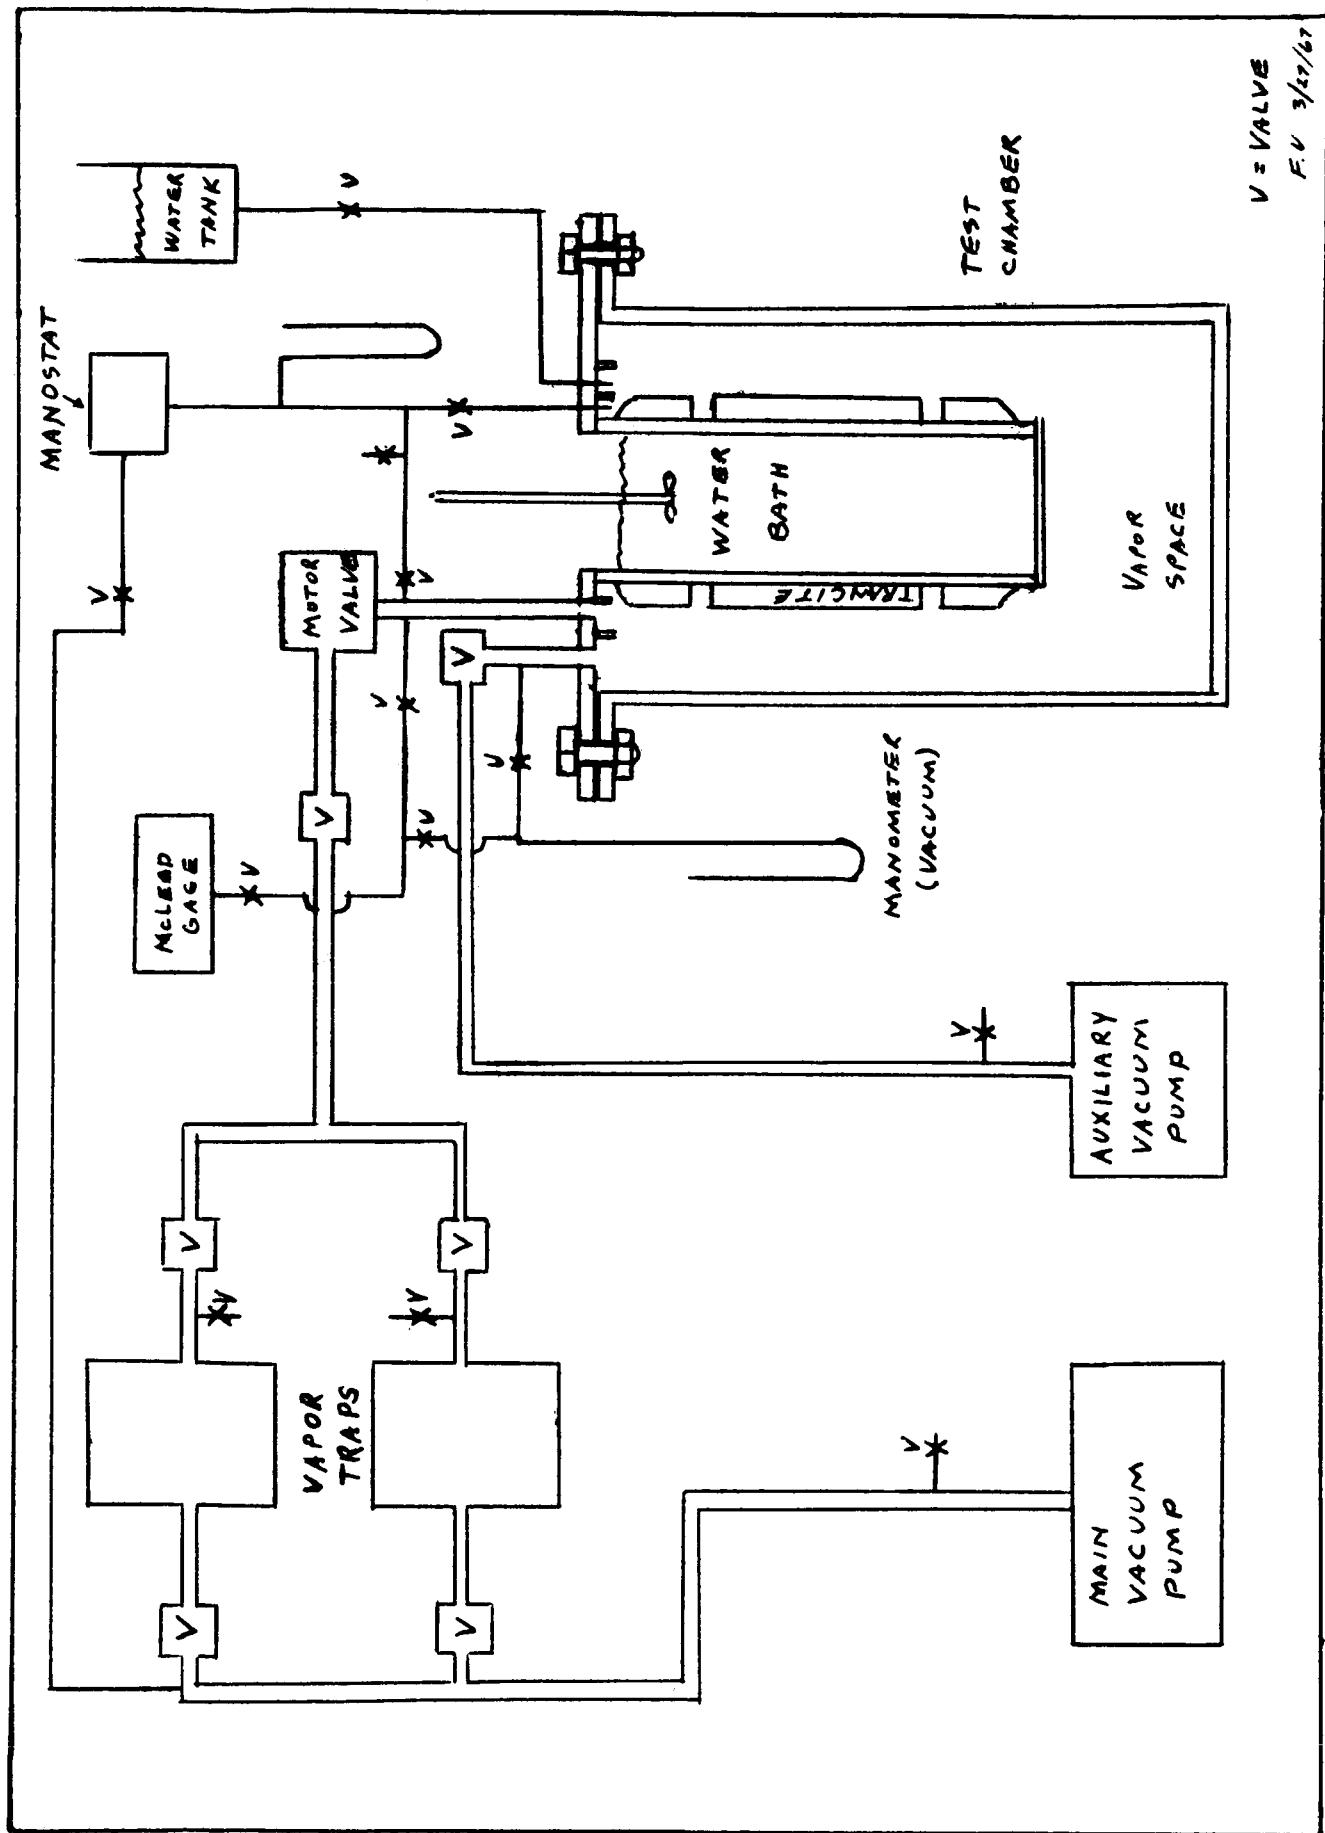 MANOSTAT
V
V
V
V
McLEAD
GAGE
WATER
TANK
V
V
MOTOR
VALVE
V
VAPOR
TRAPS
V
V
V
V
V
V
V
V
V
WATER
BATH
TRANSITE
MANOMETER
(VACUUM)
V
V
TEST
CHAMBER
VAPOR
SPACE
MAIN
VACUUM
PUMP
AUXILIARY
VACUUM
PUMP
V = VALVE
F.V 3/27/67